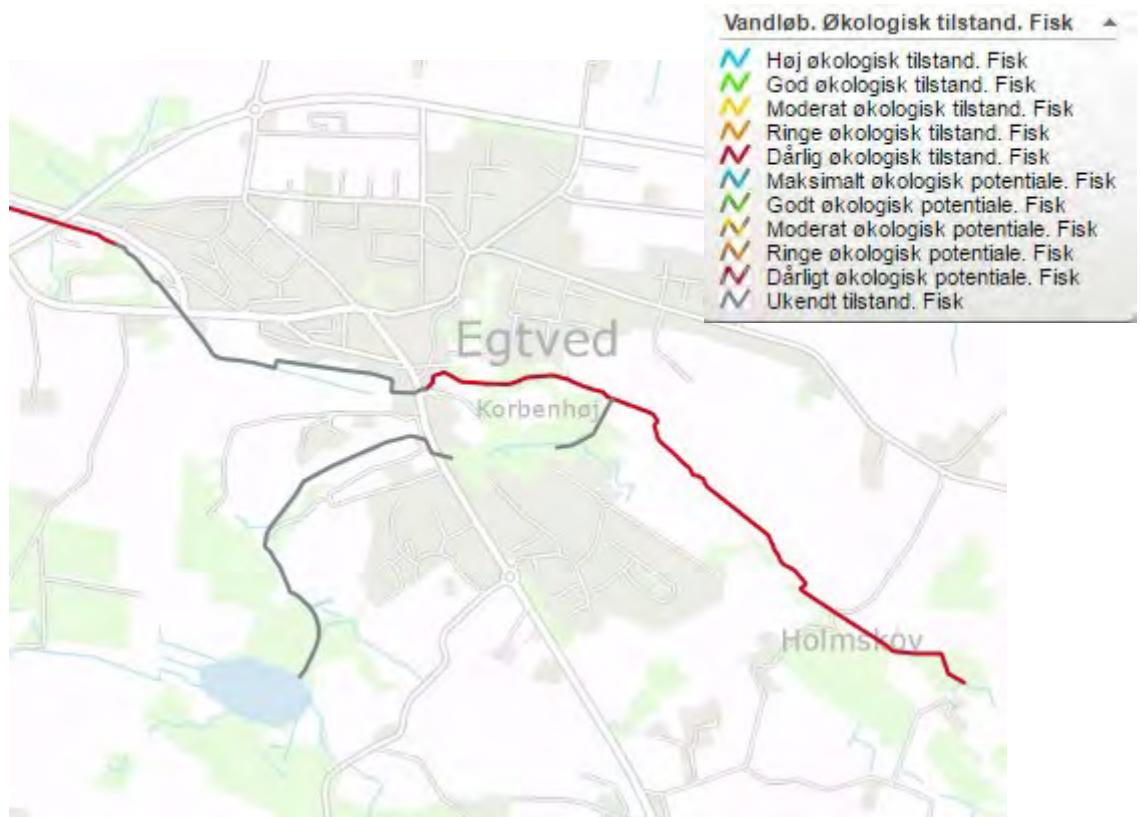 Vandløb. Økologisk tilstand. Fisk
Høj økologisk tilstand. Fisk
God økologisk tilstand. Fisk
Moderat økologisk tilstand. Fisk
Ringe økologisk tilstand. Fisk
Dårlig økologisk tilstand. Fisk
Maksimalt økologisk potentiale. Fisk
Godt økologisk potentiale. Fisk
Moderat økologisk potentiale. Fisk
Ringe økologisk potentiale. Fisk
Dårligt økologisk potentiale. Fisk
Ukendt tilstand. Fisk
Egtved
Korbenhøj
Holmskov